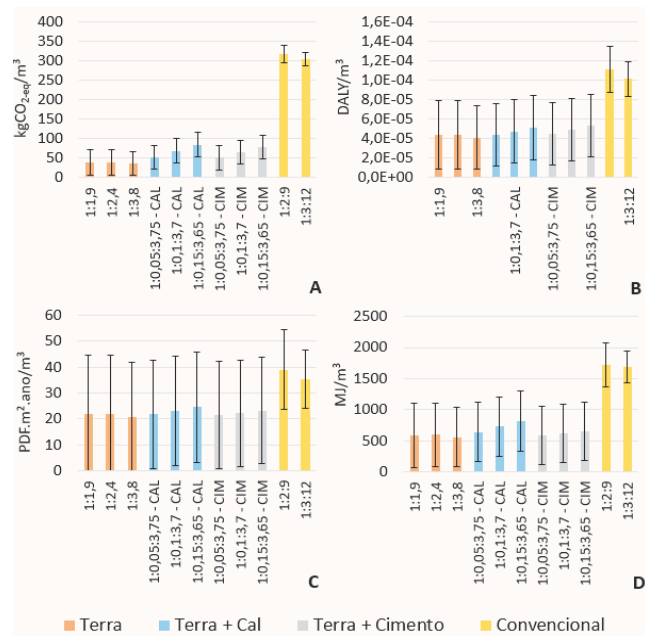 400
350
300
250
200
150
100
50
0
kgCO2-eq/m³
1:1,9
1:2,4
1:3,8
1:0,05:3,75 - CAL
1:0,1:3,7 - CAL
1:0,15:3,65 - CAL
1:0,05:3,75 - CIM
1:0,1:3,7 - CIM
1:0,15:3,65 - CIM
1:2:9
1:3:12
A
1,6E-04
1,4E-04
1,2E-04
1,0E-04
8,0E-05
6,0E-05
4,0E-05
2,0E-05
0,0E+00
DALY/m³
1:1,9
1:3,8
1:0,1:3,7 - CAL
1:0,05:3,75 - CIM
1:0,15:3,65 - CIM
1:3:12
B
60
50
40
30
20
10
0
PDF.m².ano/m³
1:1,9
1:2,4
1:3,8
1:0,05:3,75 - CAL
1:0,1:3,7 - CAL
1:0,15:3,65 - CAL
1:0,05:3,75 - CIM
1:0,1:3,7 - CIM
1:0,15:3,65 - CIM
1:2:9
1:3:12
C
2500
2000
1500
1000
500
0
MJ/m³
1:1,9
1:2,4
1:3,8
1:0,05:3,75 - CAL
1:0,1:3,7 - CAL
1:0,15:3,65 - CAL
1:0,05:3,75 - CIM
1:0,1:3,7 - CIM
1:0,15:3,65 - CIM
1:2:9
1:3:12
D
Terra
Terra + Cal
Terra + Cimento
Convencional